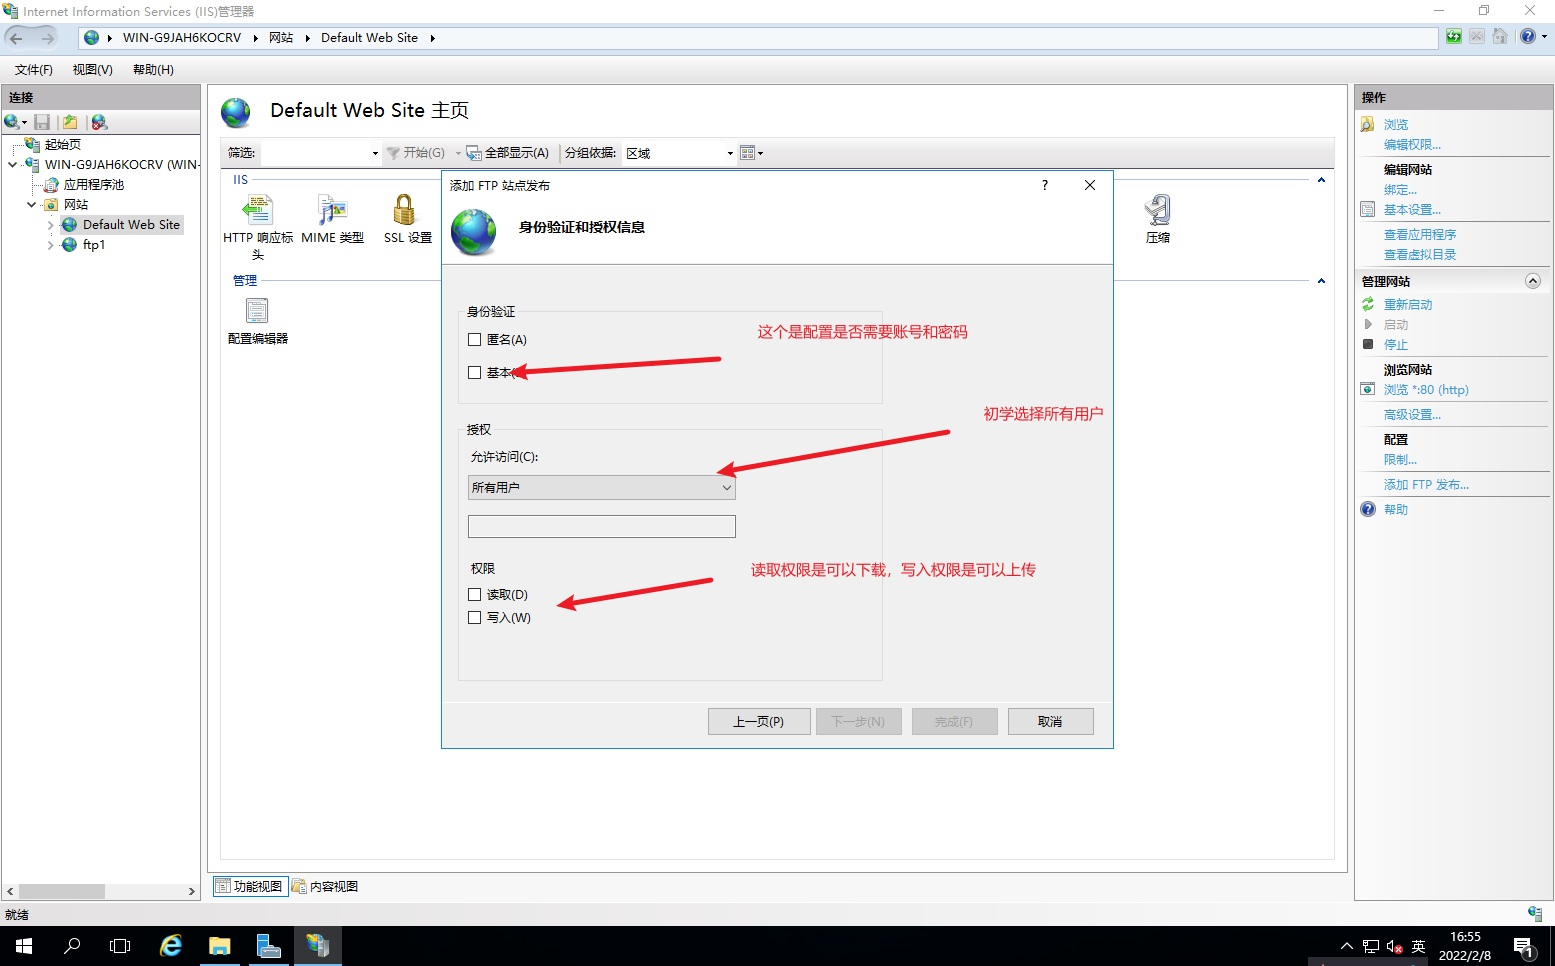 Internet Information Services (IIS)管理器
WIN-G9JAH6KOCRV
网站
Default Web Site
文件(F)
视图(V)
帮助(H)
连接
起始页
WIN-G9JAH6KOCRV (WIN-
应用程序池
网站
Default Web Site
ftp1
Default Web Site 主页
筛选:
开始(G)
全部显示(A)
分组依据:
区域
IIS
HTTP 响应标
头
MIME 类型
SSL 设置
压缩
管理
配置编辑器
添加 FTP 站点发布
?
身份验证和授权信息
身份验证
匿名(A)
基本(
这个是配置是否需要账号和密码
初学选择所有用户
授权
允许访问(C):
所有用户
权限
读取权限是可以下载，写入权限是可以上传
读取(D)
写入(W)
上一页(P)
下一步(N)
完成(F)
取消
操作
浏览
编辑权限...
编辑网站
绑定...
基本设置...
查看应用程序
查看虚拟目录
管理网站
重新启动
启动
停止
浏览网站
浏览 *:80 (http)
高级设置...
配置
限制...
添加 FTP 发布...
帮助
功能视图
内容视图
就绪
英
16:55
2022/2/8
1